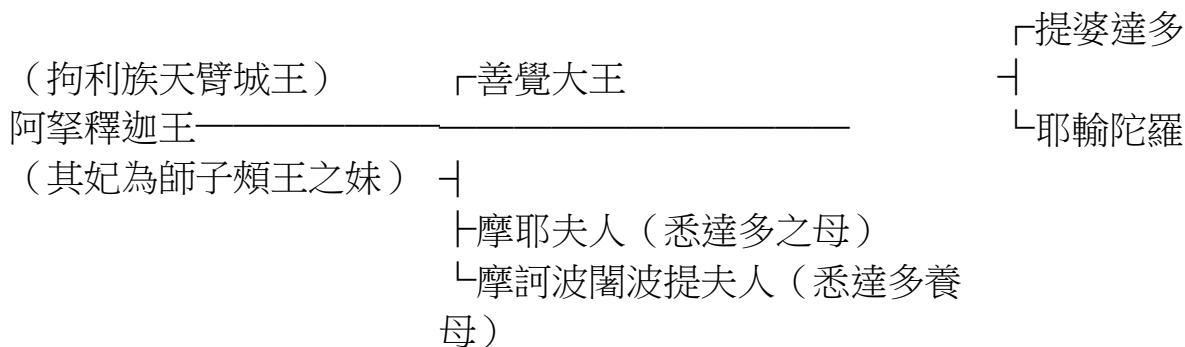 ┌提婆達多
（拘利族天臂城王） ┌善覺大王 ┤
阿拏釋迦王──────────────────── └耶輸陀羅
（其妃為師子頰王之妹） ┤
├摩耶夫人（悉達多之母）
└摩訶波闍波提夫人（悉達多養
母）